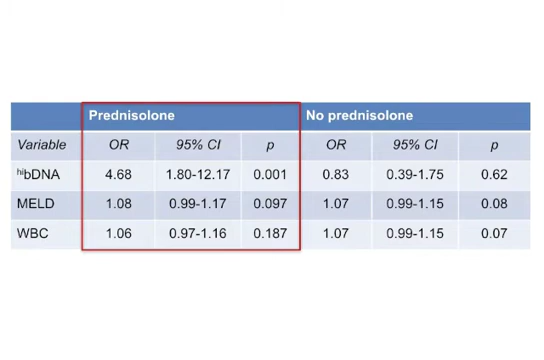 Prednisolone No prednisolone
Variable OR 95% CI p OR 95% CI p
hibDNA 4.68 1.80-12.17 0.001 0.83 0.39-1.75 0.62
MELD 1.08 0.99-1.17 0.097 1.07 0.99-1.15 0.08
WBC 1.06 0.97-1.16 0.187 1.07 0.99-1.15 0.07